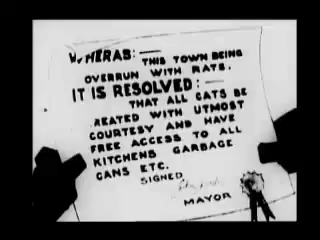 WHERAS:—
THIS TOWN BEING
OVERRUN WITH RATS.
IT IS RESOLVED:—
THAT ALL CATS BE
REATED WITH UTMOST
COURTESY AND HAVE
FREE ACCESS TO ALL
KITCHENS GARBAGE
CANS ETC.
SIGNED
MAYOR